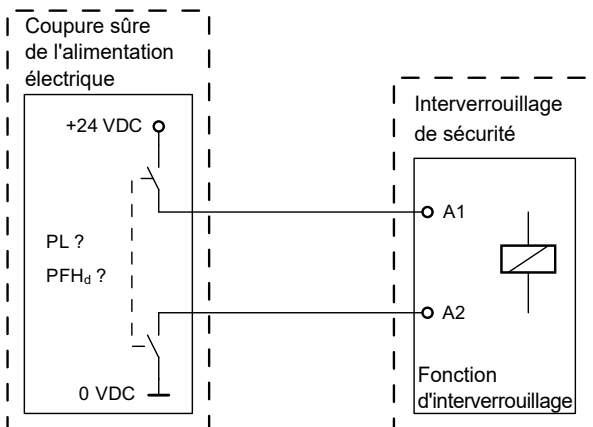 Coupure sûre
de l'alimentation
électrique
+24 VDC
PL ?
PFHd ?
0 VDC
Interverrouillage
de sécurité
A1
A2
Fonction
d'interverrouillage